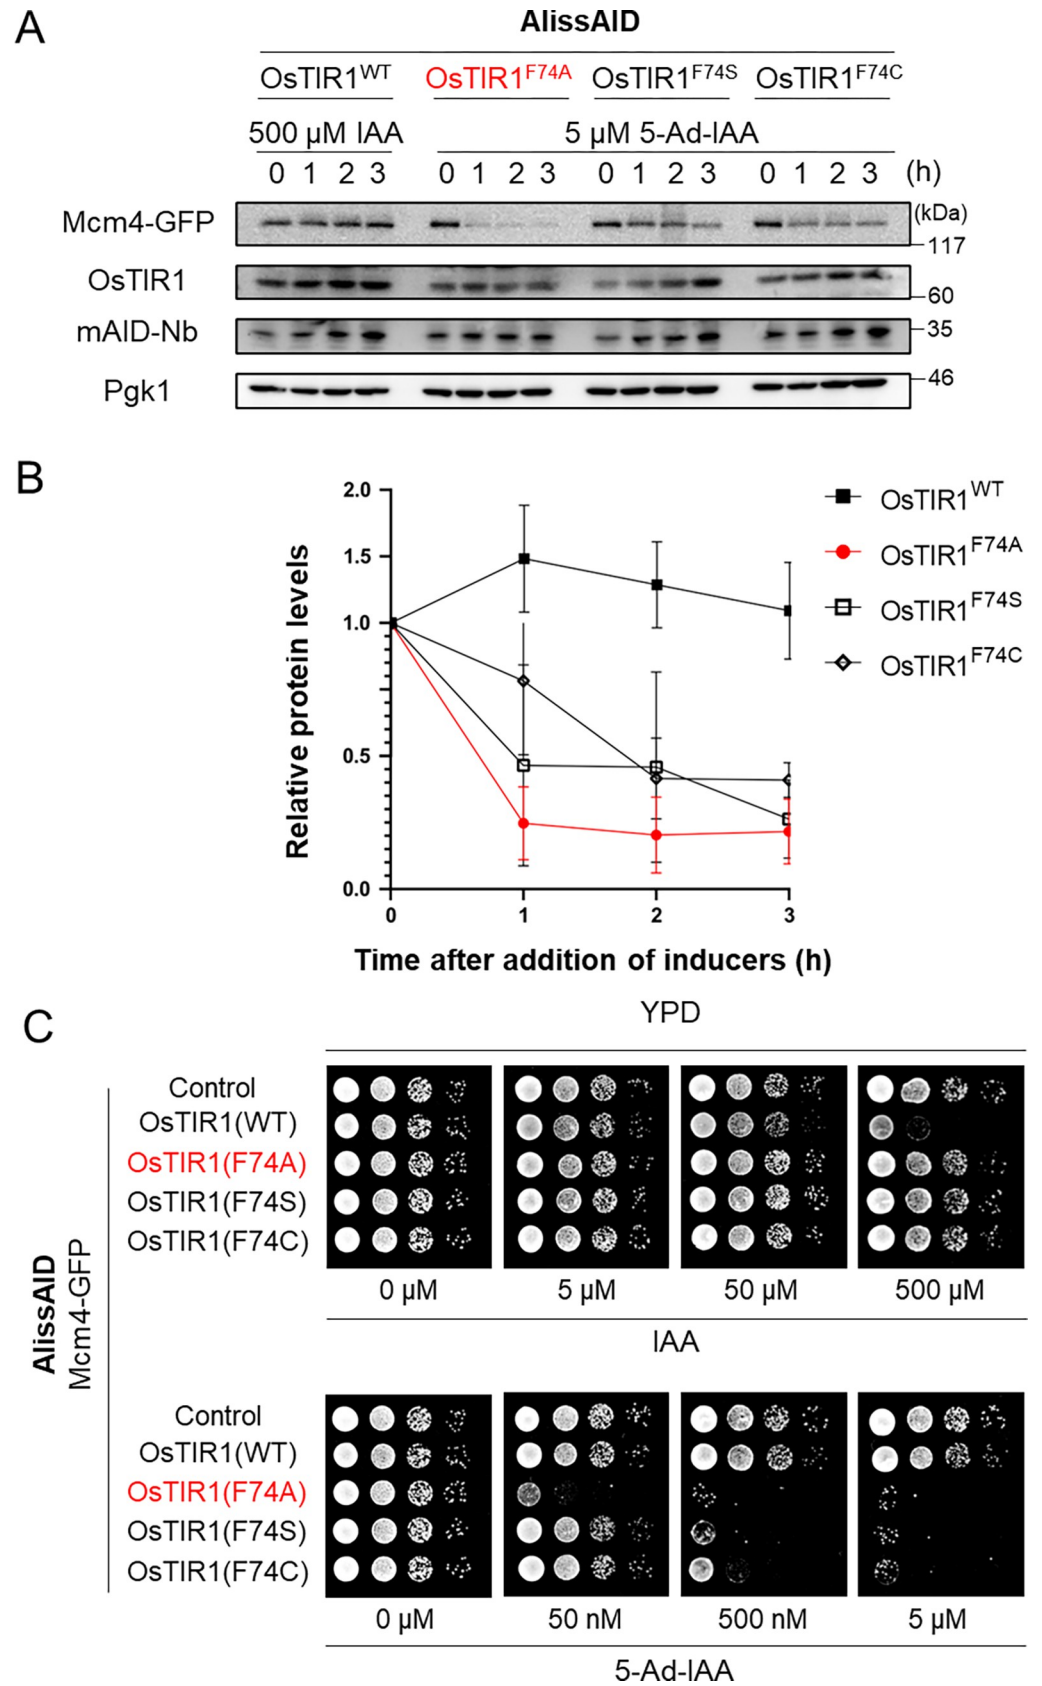 A
AlissAID
OsTIR1WT OsTIR1F74A OsTIR1F74S OsTIR1F74C
500 µM IAA 5 µM 5-Ad-IAA
0 1 2 3 0 1 2 3 0 1 2 3 0 1 2 3 (h)
Mcm4-GFP (kDa)
117
OsTIR1
60
mAID-Nb 35
Pgk1 46
B
2.0
1.5
1.0
0.5
0.0
0 1 2 3
Relative protein levels
Time after addition of inducers (h)
OsTIR1WT
OsTIR1F74A
OsTIR1F74S
OsTIR1F74C
C
YPD
AlissAID
Mcm4-GFP
Control
OsTIR1(WT)
OsTIR1(F74A)
OsTIR1(F74S)
OsTIR1(F74C)
0 µM 5 µM 50 µM 500 µM
IAA
Control
OsTIR1(WT)
OsTIR1(F74A)
OsTIR1(F74S)
OsTIR1(F74C)
0 µM 50 nM 500 nM 5 µM
5-Ad-IAA